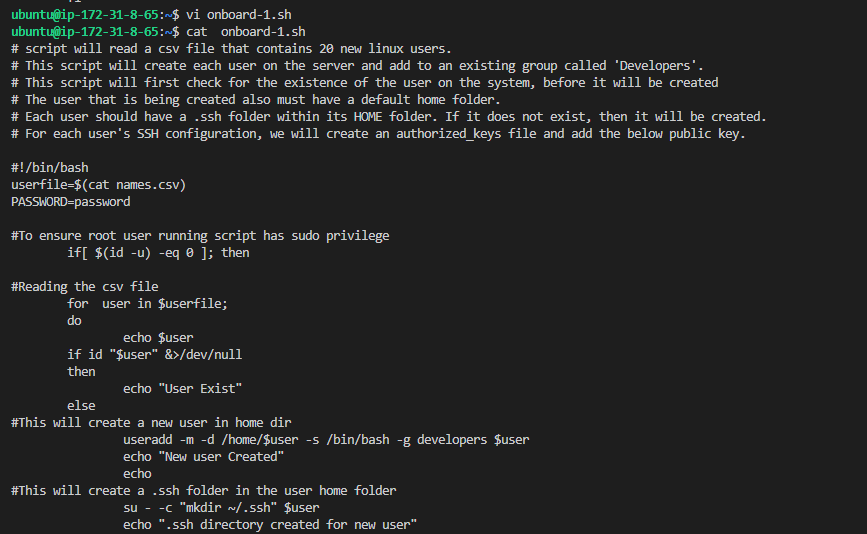 ubuntu@ip-172-31-8-65:~$ vi onboard-1.sh
ubuntu@ip-172-31-8-65:~$ cat  onboard-1.sh
# script will read a csv file that contains 20 new linux users.
# This script will create each user on the server and add to an existing group called 'Developers'.
# This script will first check for the existence of the user on the system, before it will be created
# The user that is being created also must have a default home folder.
# Each user should have a .ssh folder within its HOME folder. If it does not exist, then it will be created.
# For each user's SSH configuration, we will create an authorized_keys file and add the below public key.

#!/bin/bash
userfile=$(cat names.csv)
PASSWORD=password

#To ensure root user running script has sudo privilege
        if[ $(id -u) -eq 0 ]; then

#Reading the csv file
        for  user in $userfile;
        do
                echo $user
        if id "$user" &>/dev/null
        then
                echo "User Exist"
        else
#This will create a new user in home dir
                useradd -m -d /home/$user -s /bin/bash -g developers $user
                echo "New user Created"
                echo
#This will create a .ssh folder in the user home folder
                su - -c "mkdir ~/.ssh" $user
                echo ".ssh directory created for new user"